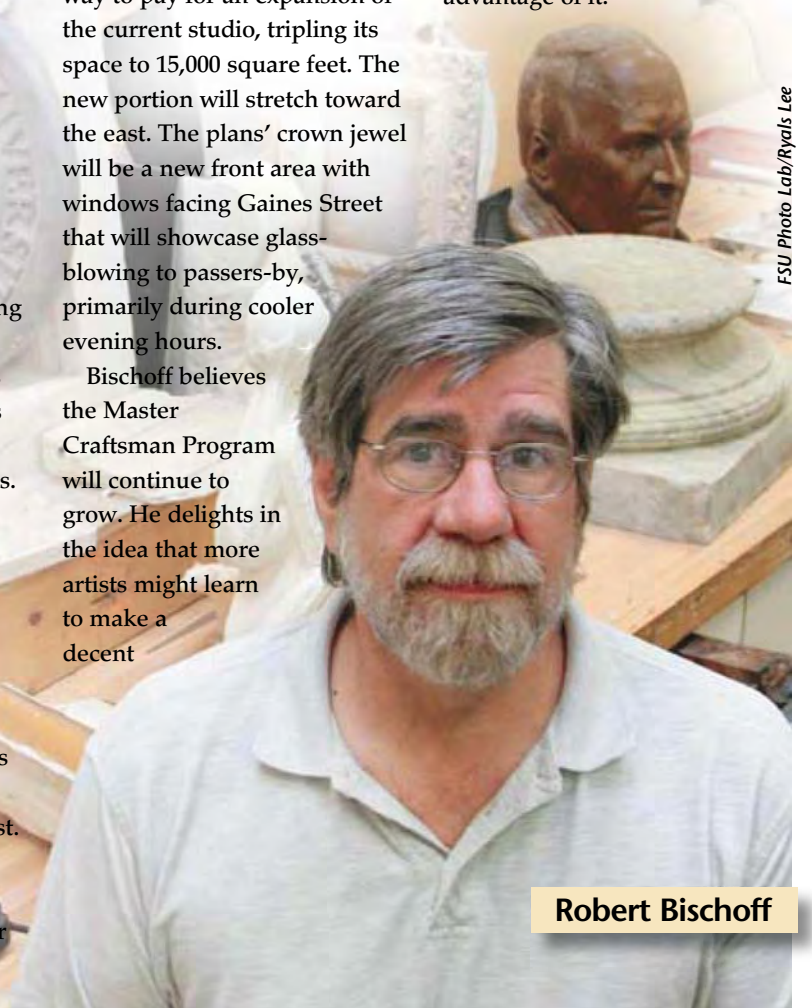 way to pay for an expansion of
the current studio, tripling its
space to 15,000 square feet. The
new portion will stretch toward
the east. The plans’ crown jewel
will be a new front area with
windows facing Gaines Street
that will showcase glass-
blowing to passers-by,
primarily during cooler
evening hours.
Bischoff believes
the Master
Craftsman Program
will continue to
grow. He delights in
the idea that more
artists might learn
to make a
decent
advantage of it.
FSU Photo Lab/Ryals Lee
Robert Bischoff